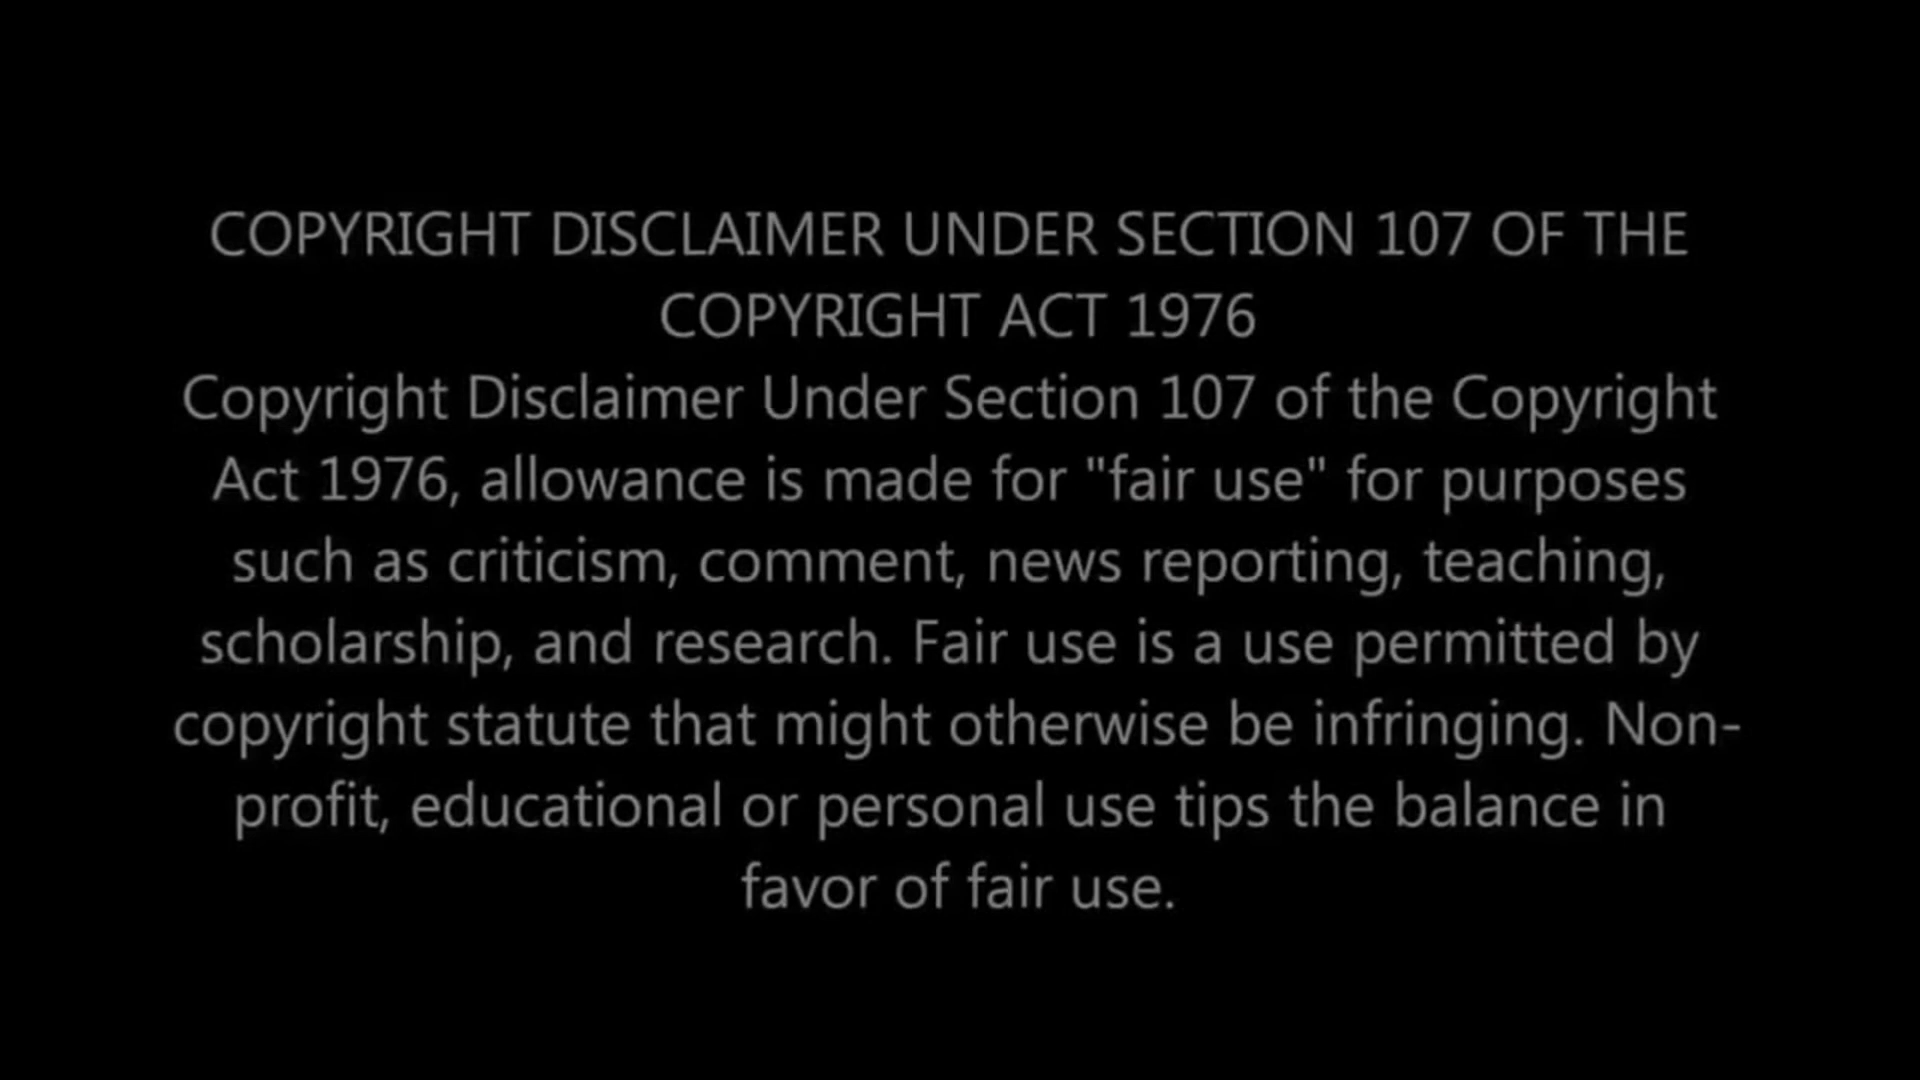 COPYRIGHT DISCLAIMER UNDER SECTION 107 OF THE
COPYRIGHT ACT 1976
Copyright Disclaimer Under Section 107 of the Copyright
Act 1976, allowance is made for "fair use" for purposes
such as criticism, comment, news reporting, teaching,
scholarship, and research. Fair use is a use permitted by
copyright statute that might otherwise be infringing. Non-
profit, educational or personal use tips the balance in
favor of fair use.